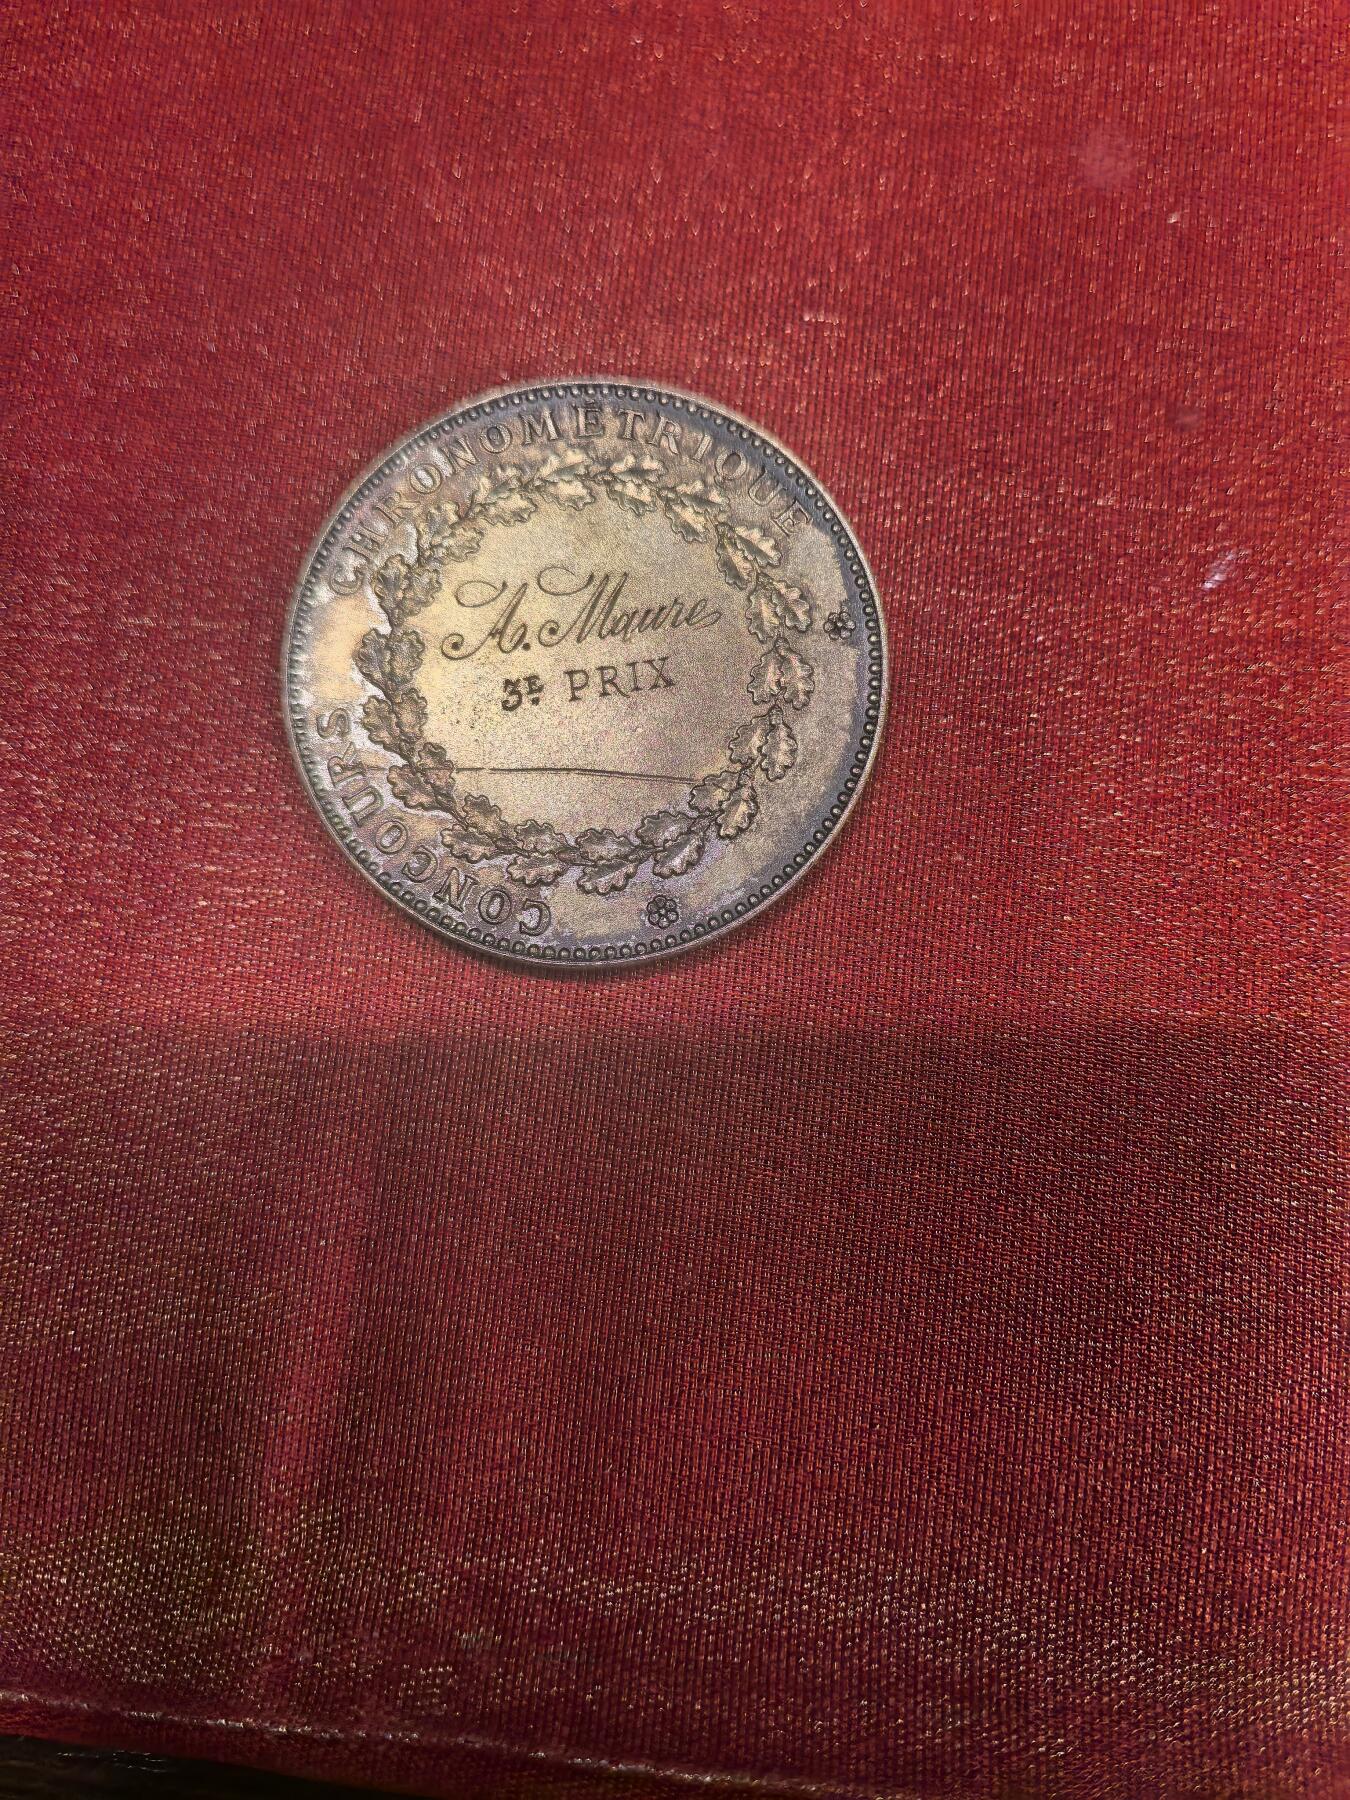 CONCOURS CHRONOMÉTRIQUE
A. Maure
3E PRIX